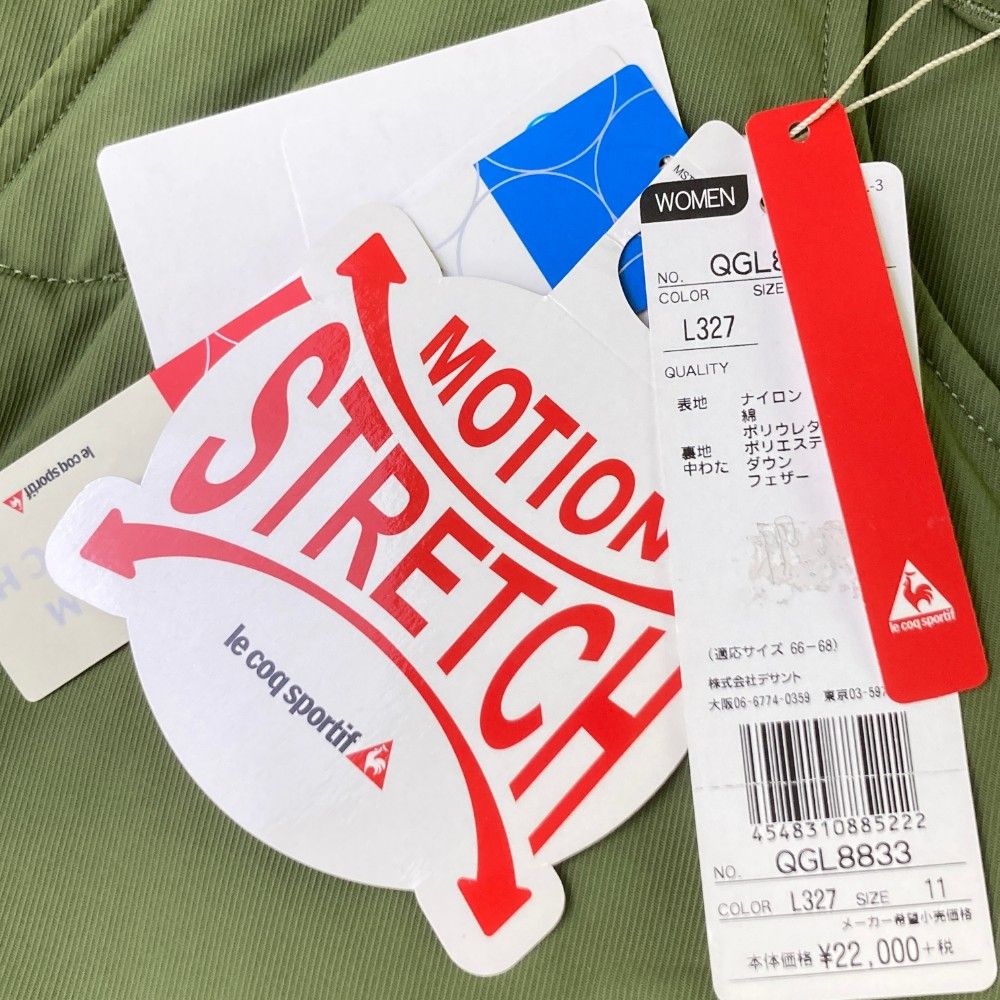 WOMEN
-3
NO. QGL8
COLOR SIZE
L327
QUALITY
表地 ナイロン
綿
ポリウレタ
裏地 ポリエステ
中わた ダウン
フェザー
(適応サイズ 66-68)
株式会社デサント
大阪06-6774-0359 東京03-597
4548310885222
NO. QGL8833
COLOR L327 SIZE 11
メーカー希望小売価格
本体価格 ¥22,000+税
le coq sportif
MOTION
STRETCH
le coq sportif
le coq sportif